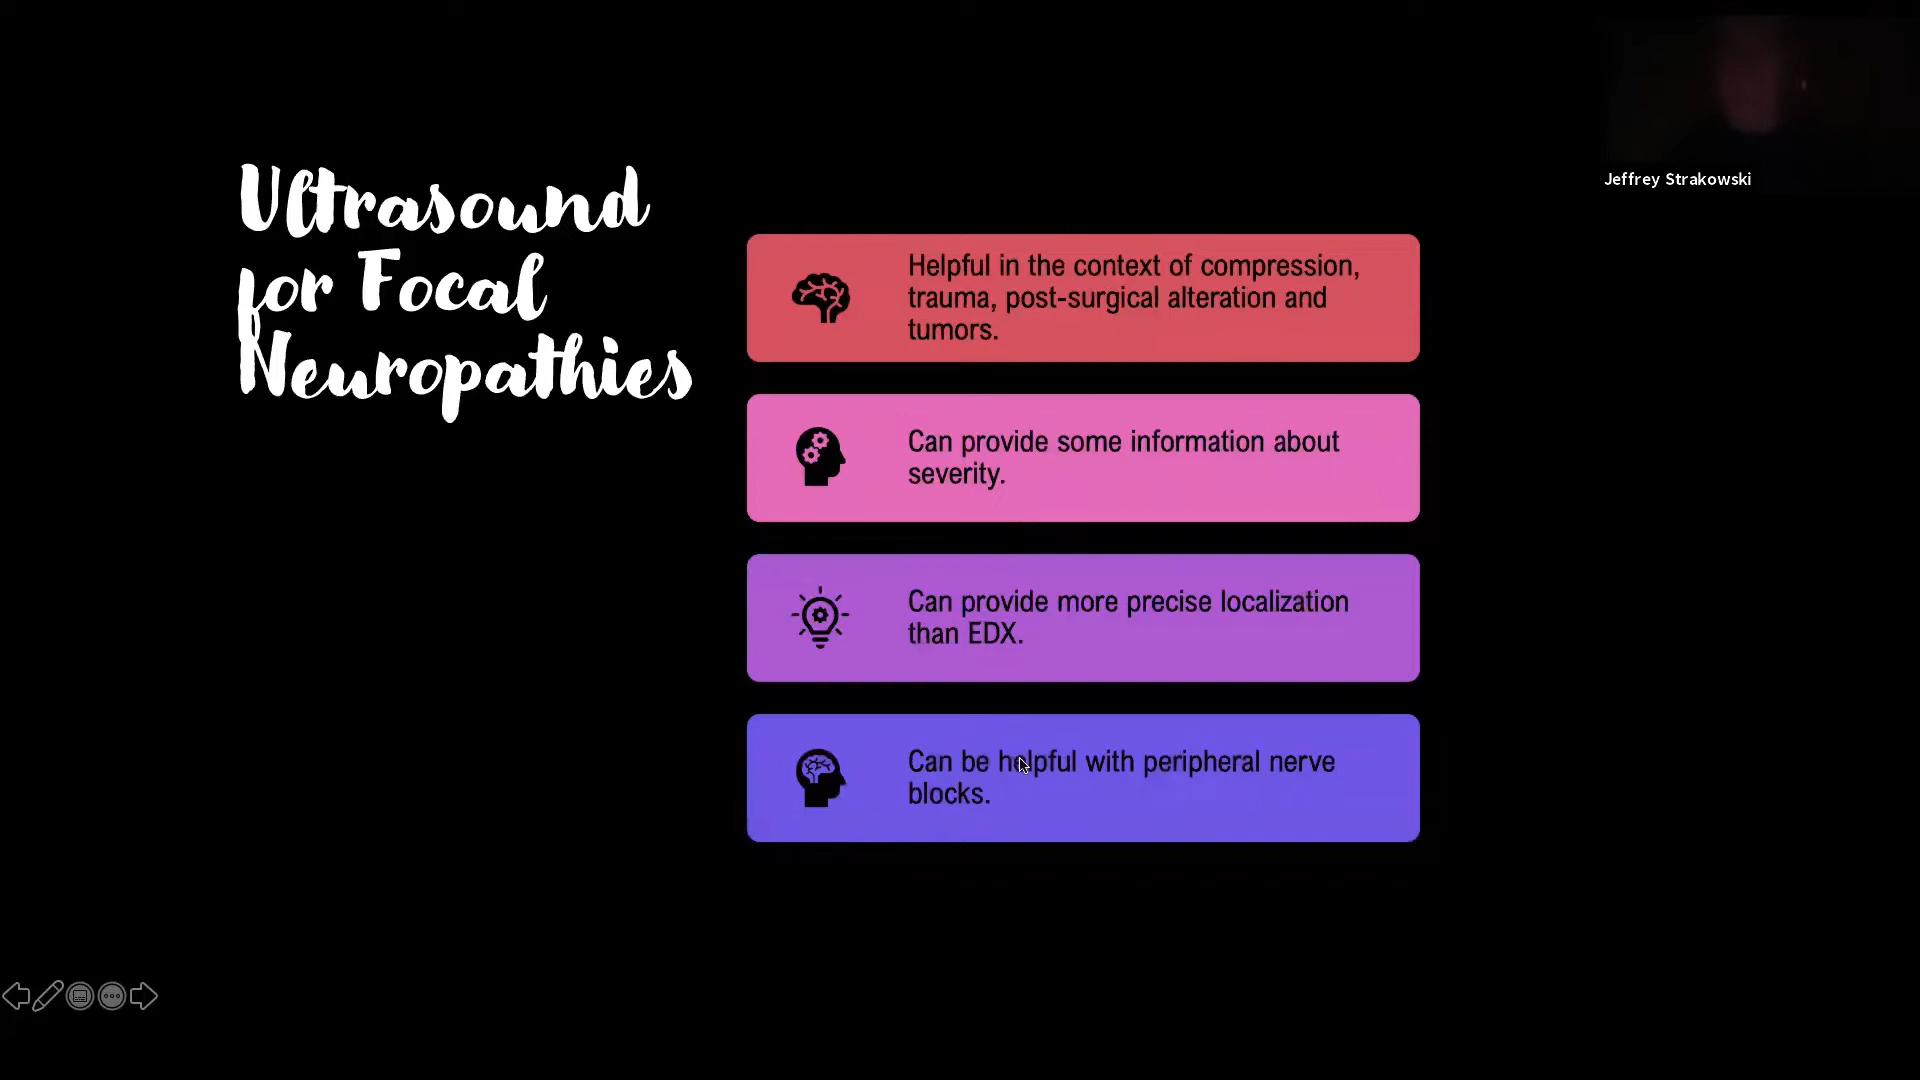 Ultrasound
for Focal
Neuropathies
Jeffrey Strakowski
Helpful in the context of compression,
trauma, post-surgical alteration and
tumors.
Can provide some information about
severity.
Can provide more precise localization
than EDX.
Can be helpful with peripheral nerve
blocks.